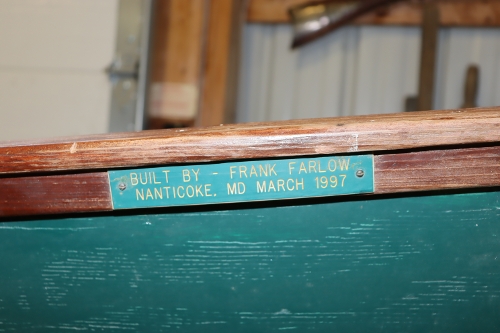 BUILT BY - FRANK FARLOW
NANTICOKE, MD MARCH 1997